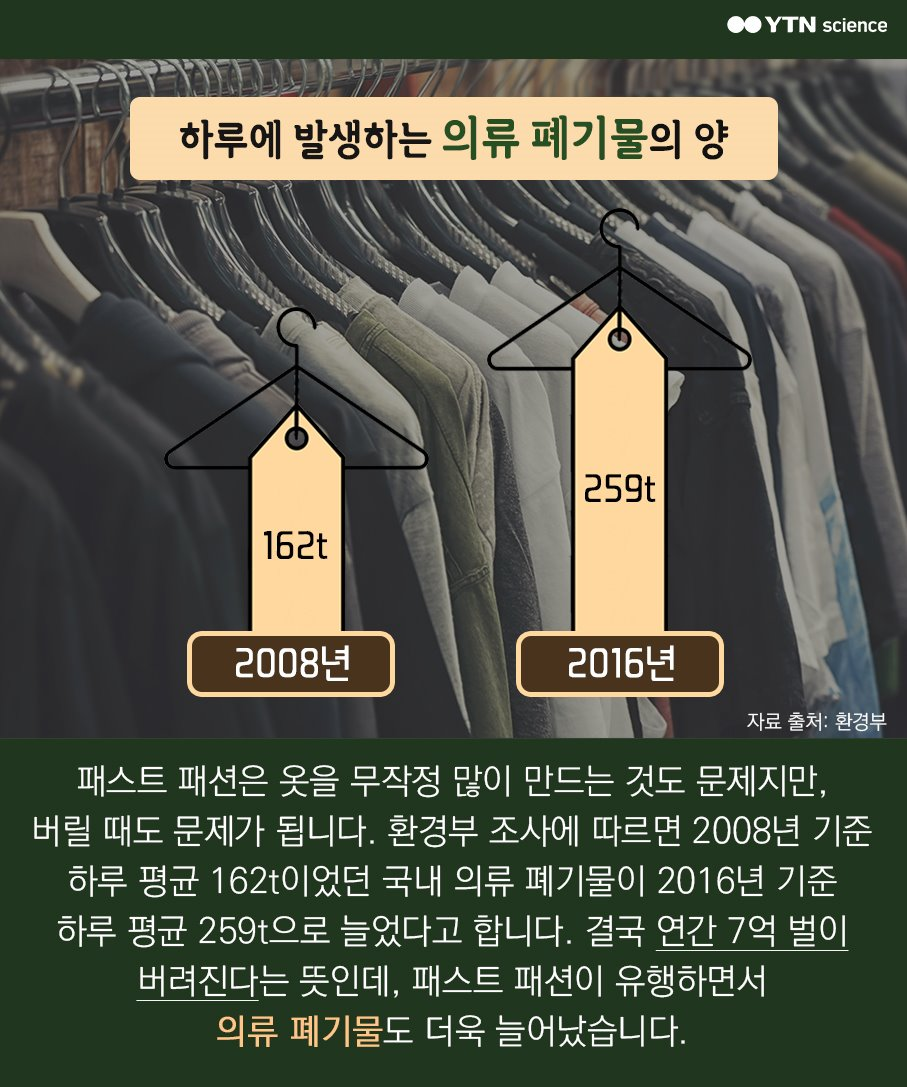 YTN science
하루에 발생하는 의류 폐기물의 양
259t
162t
2008년
2016년
자료 출처: 환경부
패스트 패션은 옷을 무작정 많이 만드는 것도 문제지만,
버릴 때도 문제가 됩니다. 환경부 조사에 따르면 2008년 기준
하루 평균 162t이었던 국내 의류 폐기물이 2016년 기준
하루 평균 259t으로 늘었다고 합니다. 결국 연간 7억 벌이
버려진다는 뜻인데, 패스트 패션이 유행하면서
의류 폐기물도 더욱 늘어났습니다.